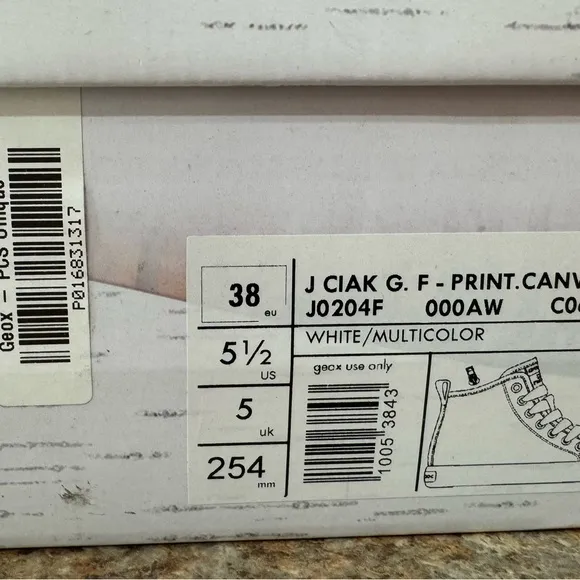 Geox - PCS Unique
P016831317
38 eu
5½ US
5 uk
254 mm
J CIAK G. F - PRINT.CANV
J0204F 000AW C0
WHITE/MULTICOLOR
geox use only
1005 3843